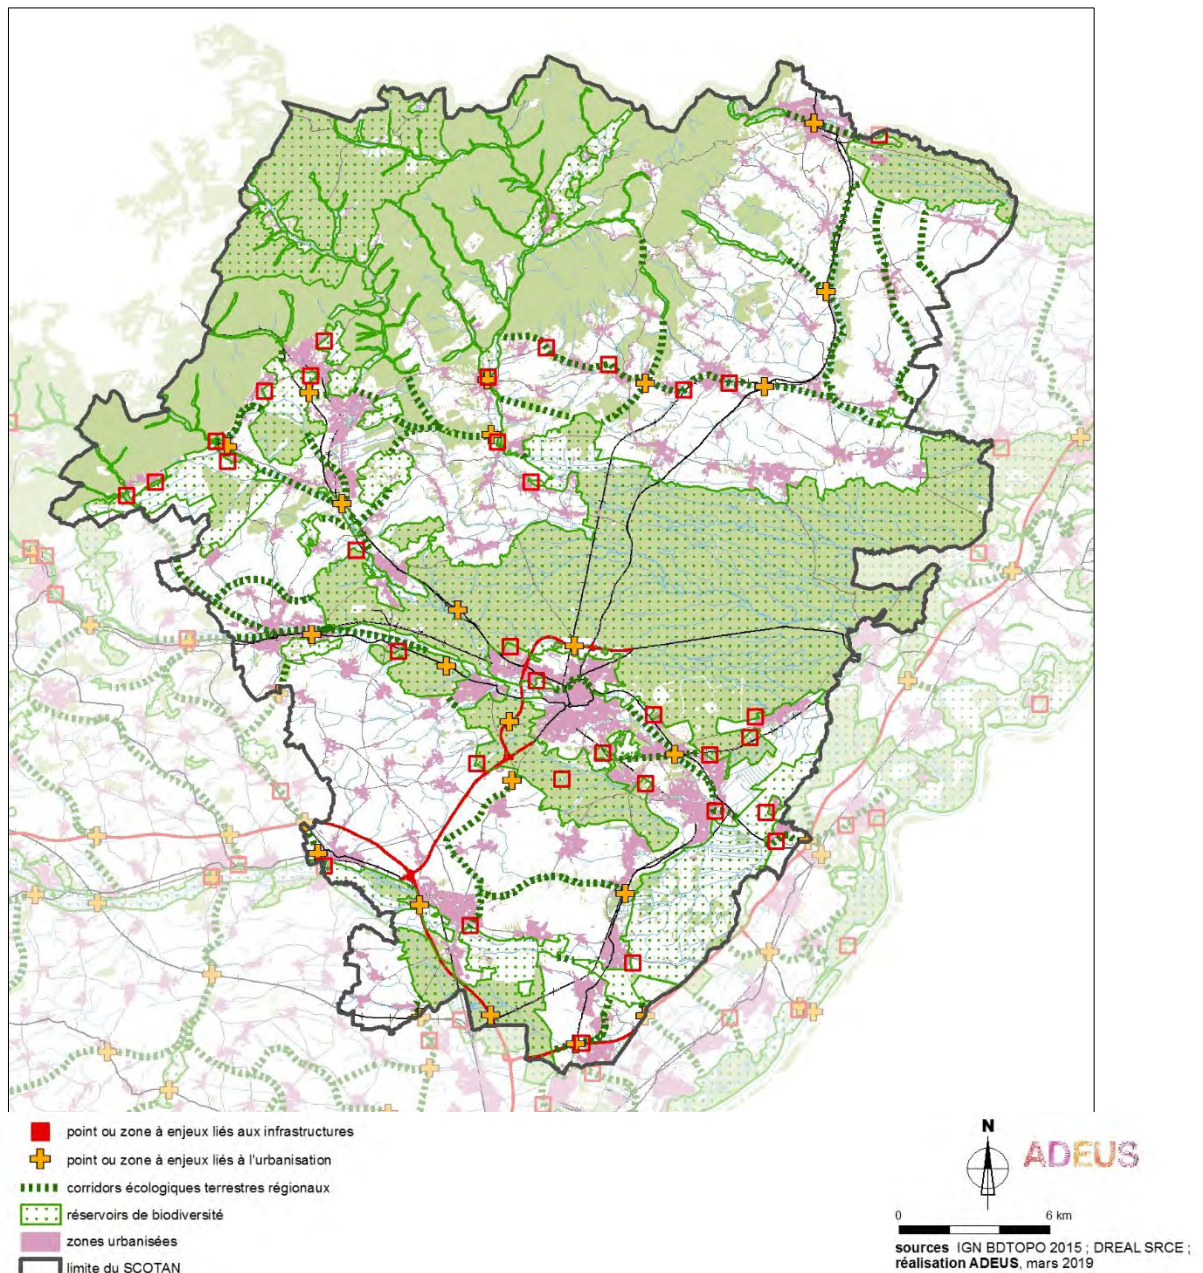 point ou zone à enjeux liés aux infrastructures
point ou zone à enjeux liés à l'urbanisation
corridors écologiques terrestres régionaux
réservoirs de biodiversité
zones urbanisées
limite du SCOTAN
N
ADEUS
0 6 km
sources IGN BDTOPO 2015 ; DREAL SRCE ;
réalisation ADEUS, mars 2019